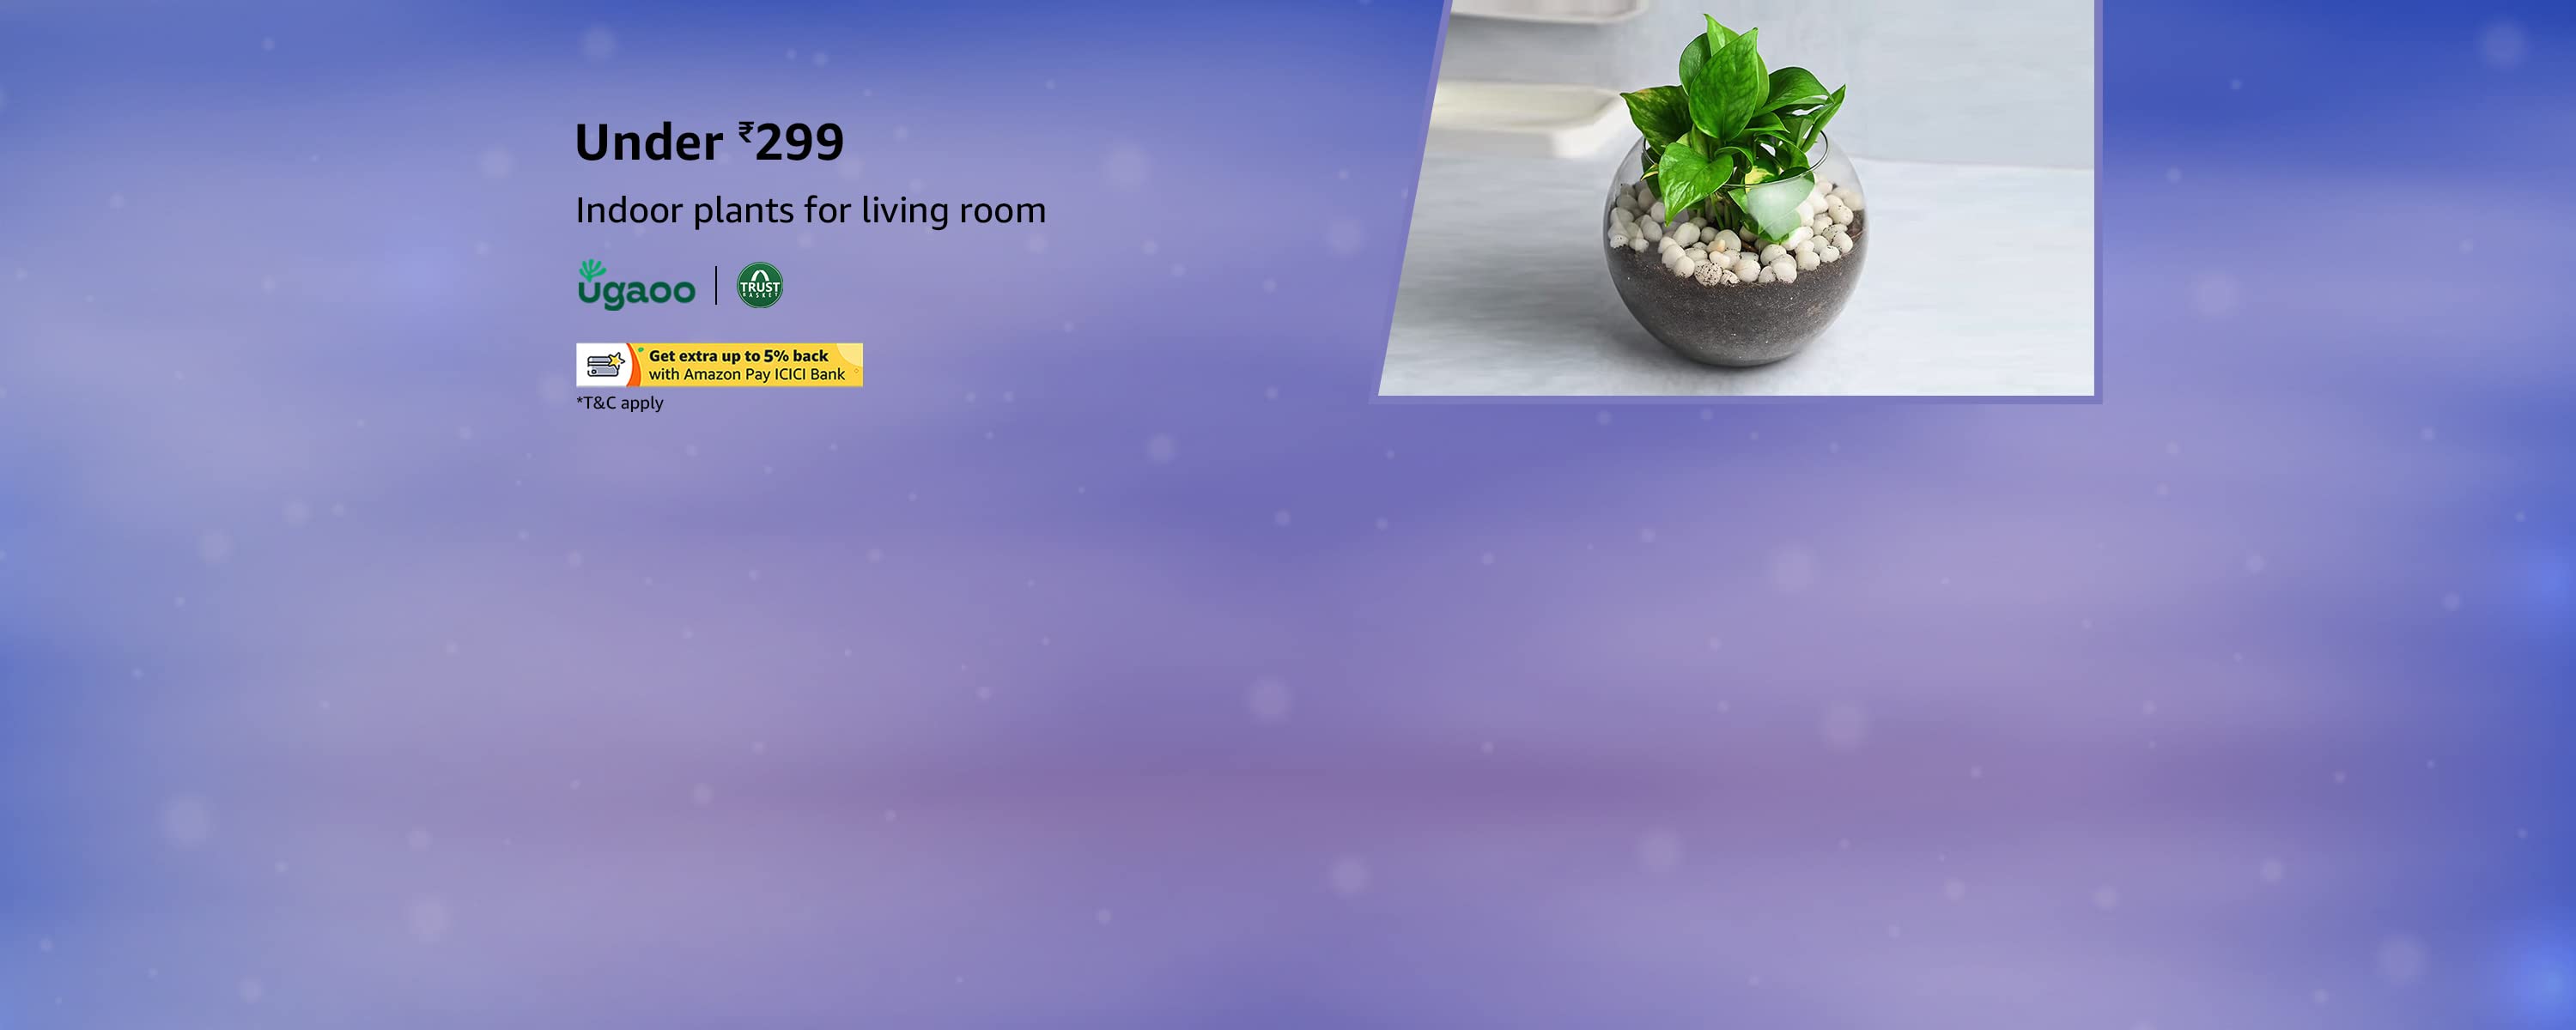 Under ₹299
Indoor plants for living room
ugaoo
TRUST
BASKET
Get extra up to 5% back
with Amazon Pay ICICI Bank
*T&C apply